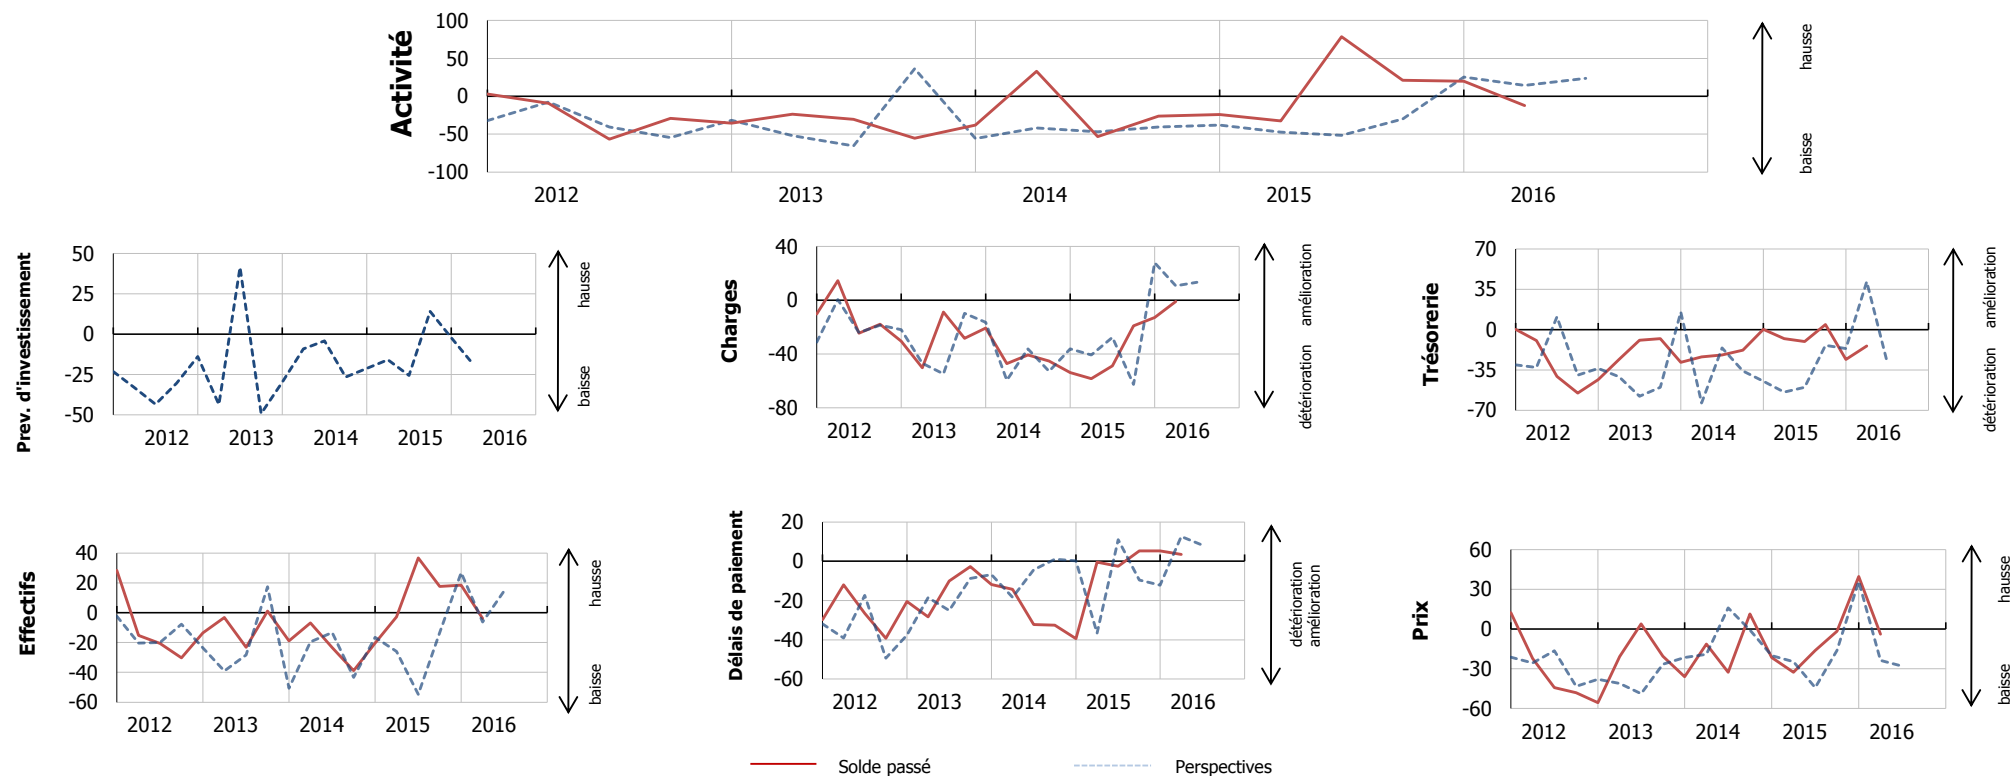 Activité
100
50
0
-50
-100
2012 2013 2014 2015 2016
hausse
baisse
Prev. d'investissement
50
25
0
-25
-50
2012 2013 2014 2015 2016
hausse
baisse
Charges
40
0
-40
-80
2012 2013 2014 2015 2016
amélioration
détérioration
Trésorerie
70
35
0
-35
-70
2012 2013 2014 2015 2016
amélioration
détérioration
Effectifs
40
20
0
-20
-40
-60
2012 2013 2014 2015 2016
hausse
baisse
Délais de paiement
20
0
-20
-40
-60
2012 2013 2014 2015 2016
détérioration
amélioration
Prix
60
30
0
-30
-60
2012 2013 2014 2015 2016
hausse
baisse
Solde passé Perspectives